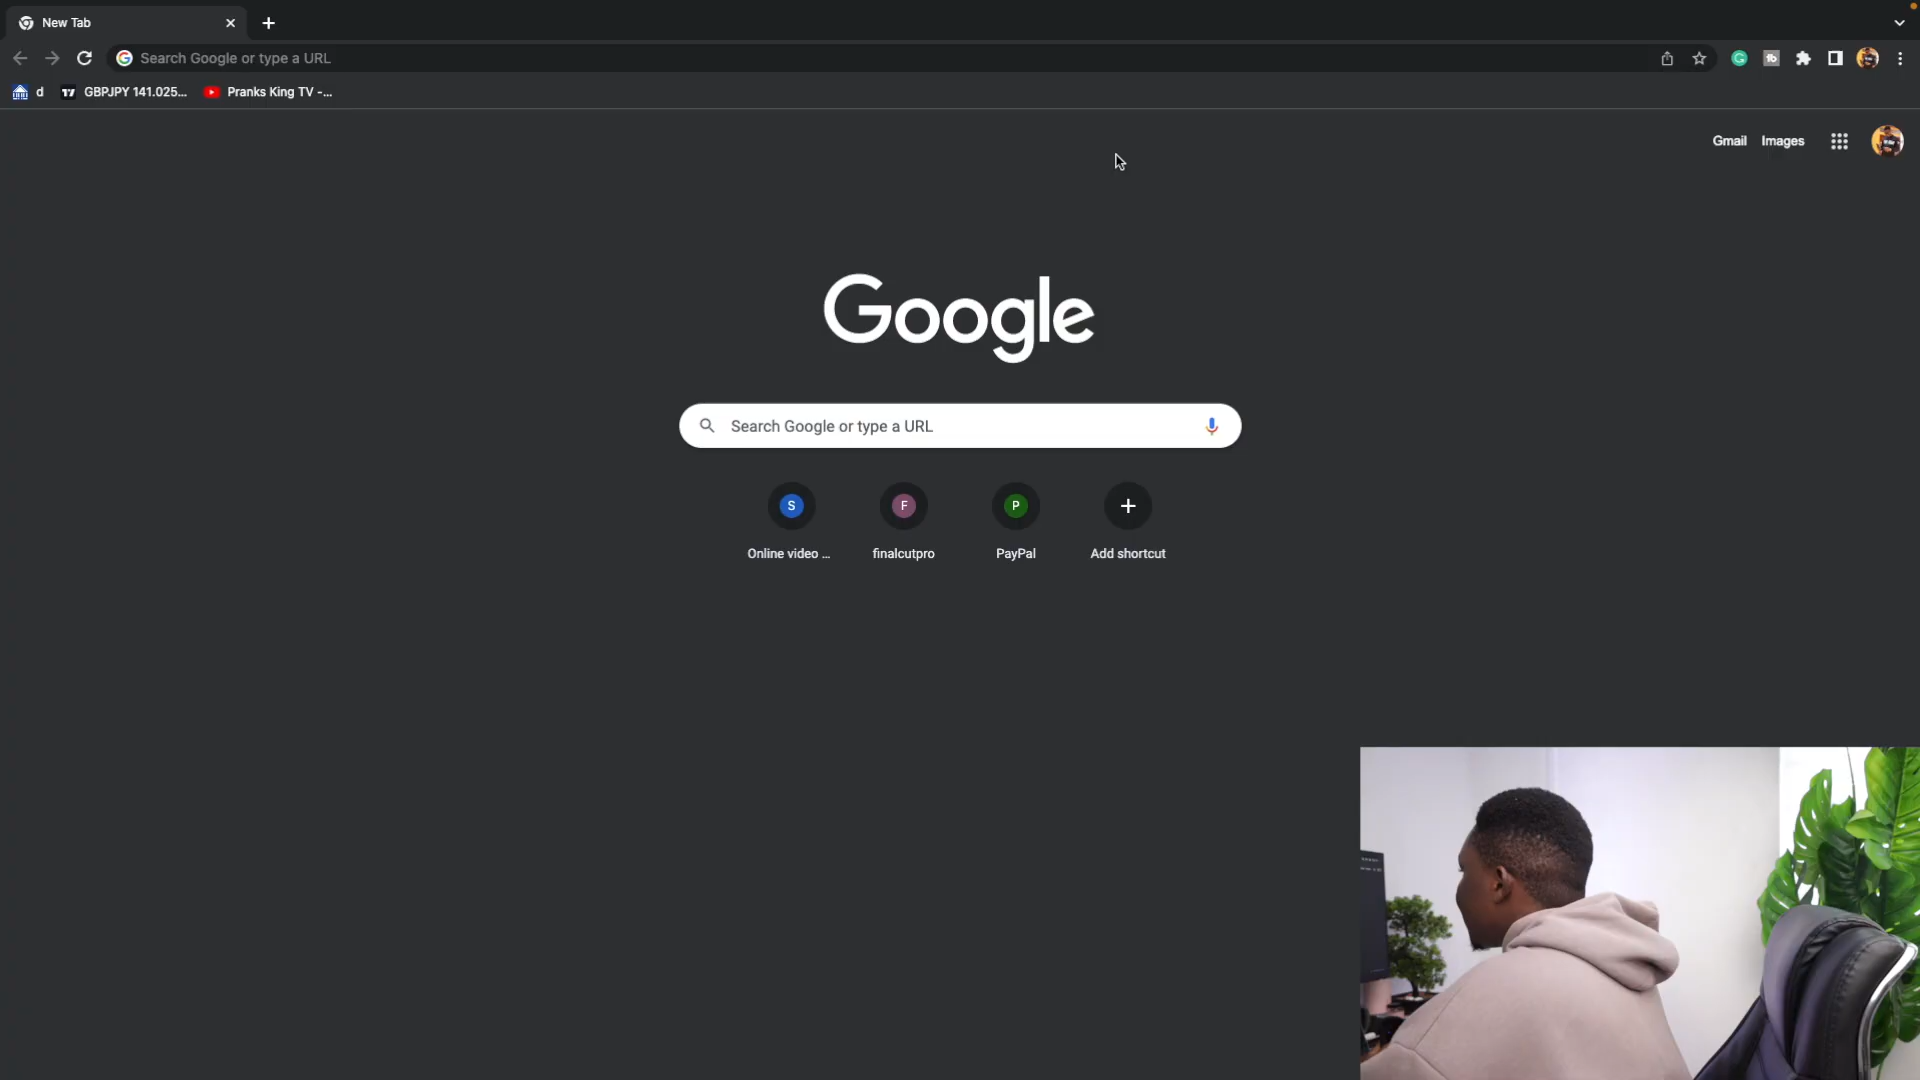 New Tab
Search Google or type a URL
d
GBPJPY 141.025...
Pranks King TV -...
Gmail Images
Google
Search Google or type a URL
S F P
Online video ... finalcutpro PayPal Add shortcut